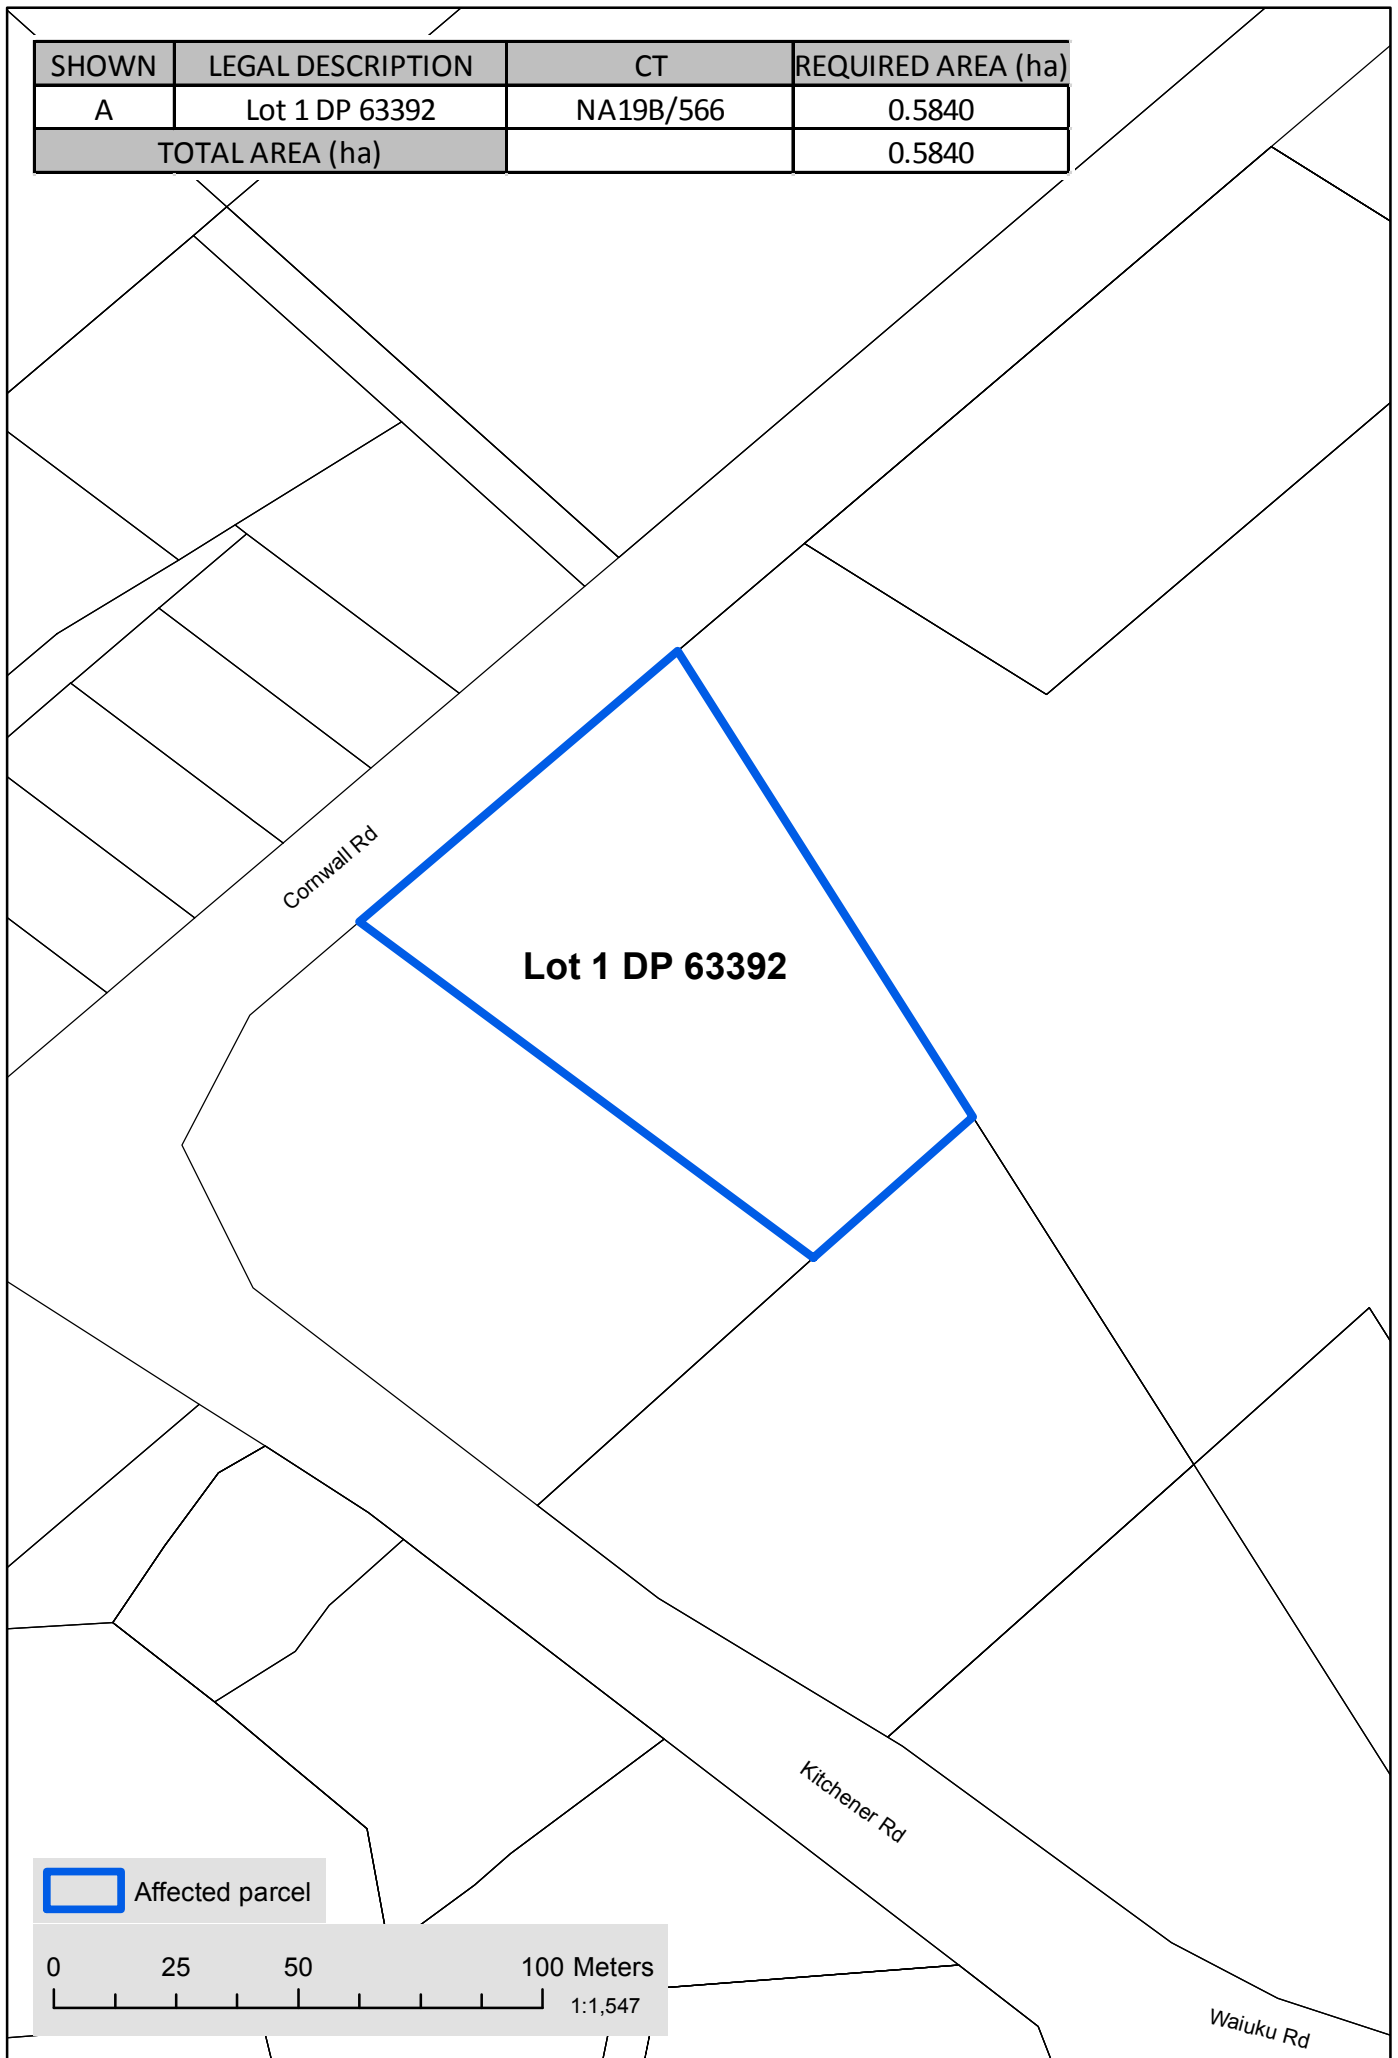 SHOWN LEGAL DESCRIPTION CT REQUIRED AREA (ha)
A Lot 1 DP 63392 NA19B/566 0.5840
TOTAL AREA (ha) 0.5840
Cornwall Rd
Lot 1 DP 63392
Kitchener Rd
Affected parcel
0 25 50 100 Meters
1:1,547
Waiuku Rd